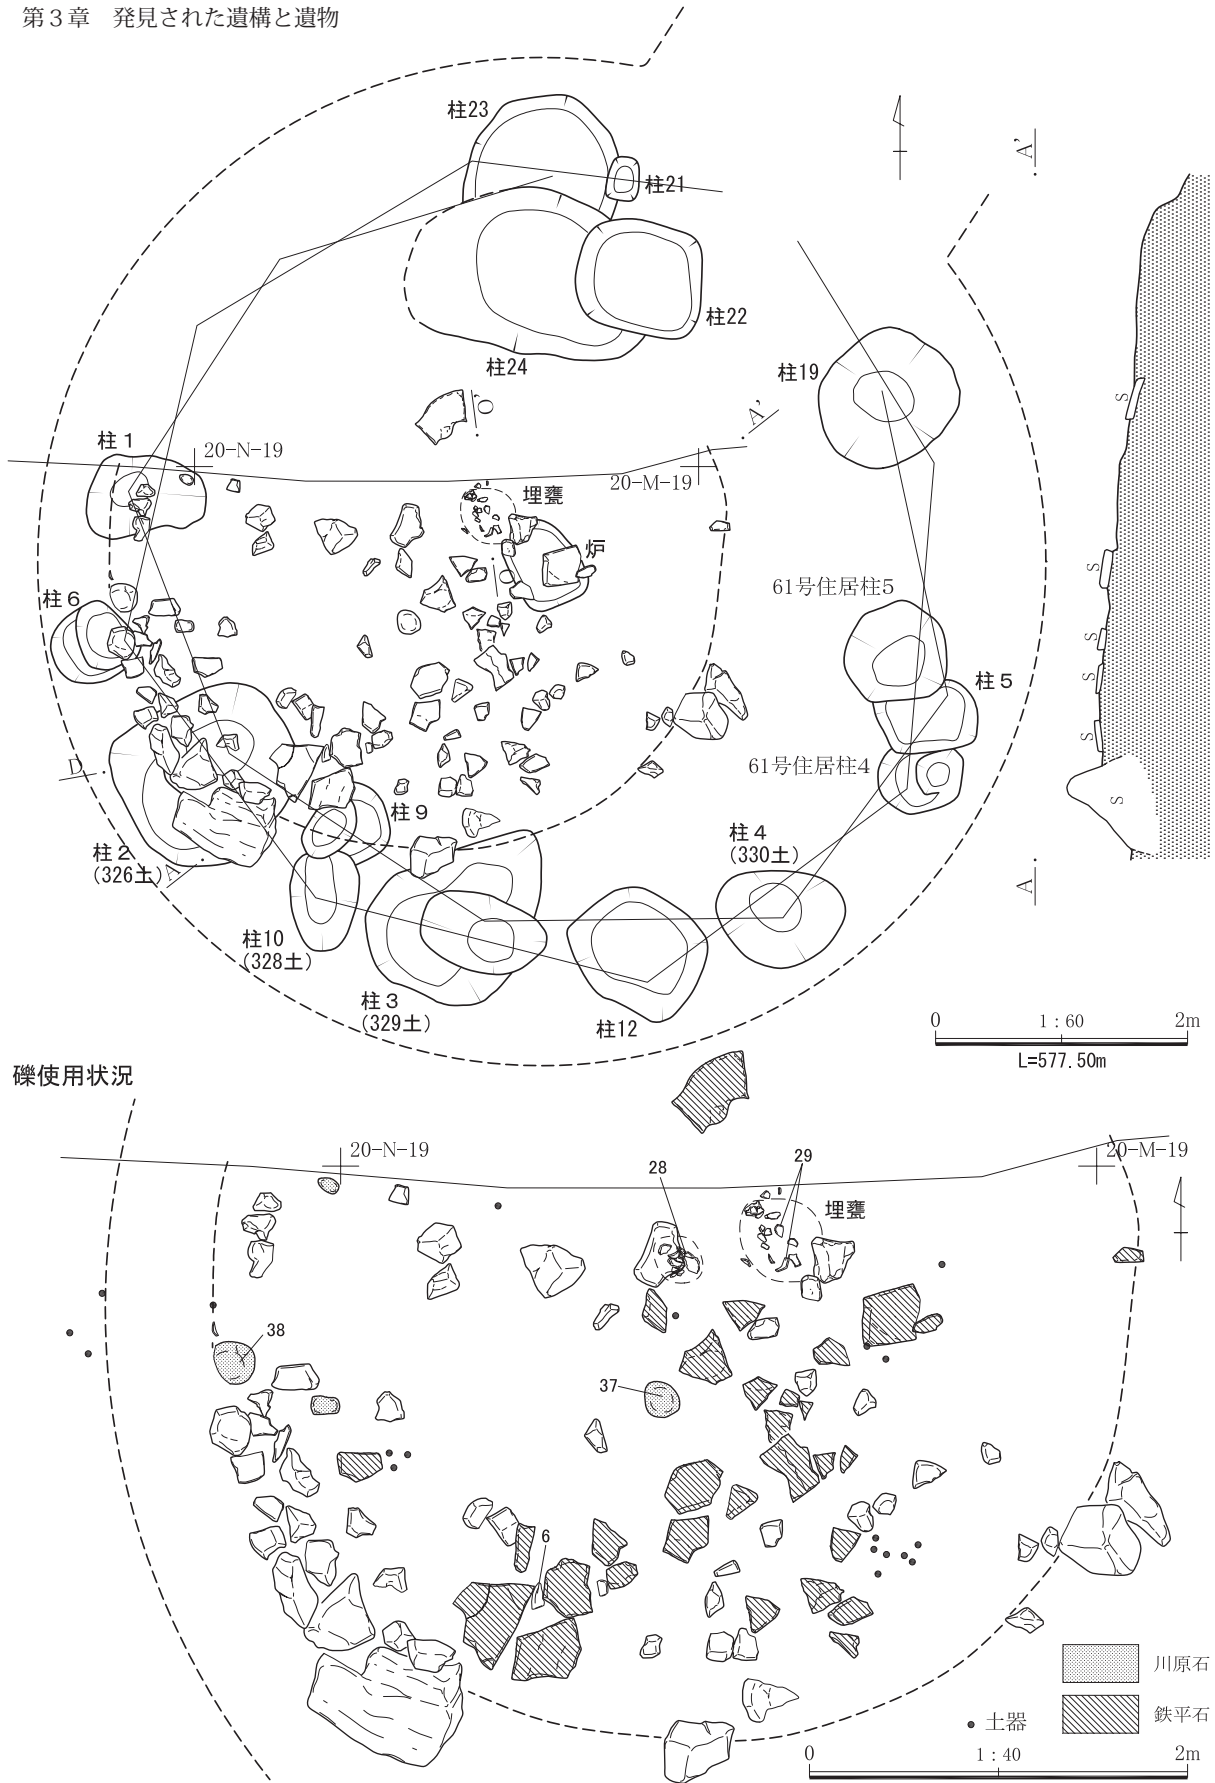 第３章　発見された遺構と遺物
柱23
柱21
柱22
柱24
柱19
A'
A'
O'
柱１
20-N-19
20-M-19
埋甕
炉
O
柱６
61号住居柱5
柱５
61号住居柱4
柱９
柱４
(330土)
D
柱２
(326土)
A
A
柱10
(328土)
柱３
(329土)
柱12
S
S
S
S
S
S
0
1：60
2m
L=577.50m
礫使用状況
20-N-19
20-M-19
28
29
埋甕
38
37
6
川原石
鉄平石
土器
0
1：40
2m